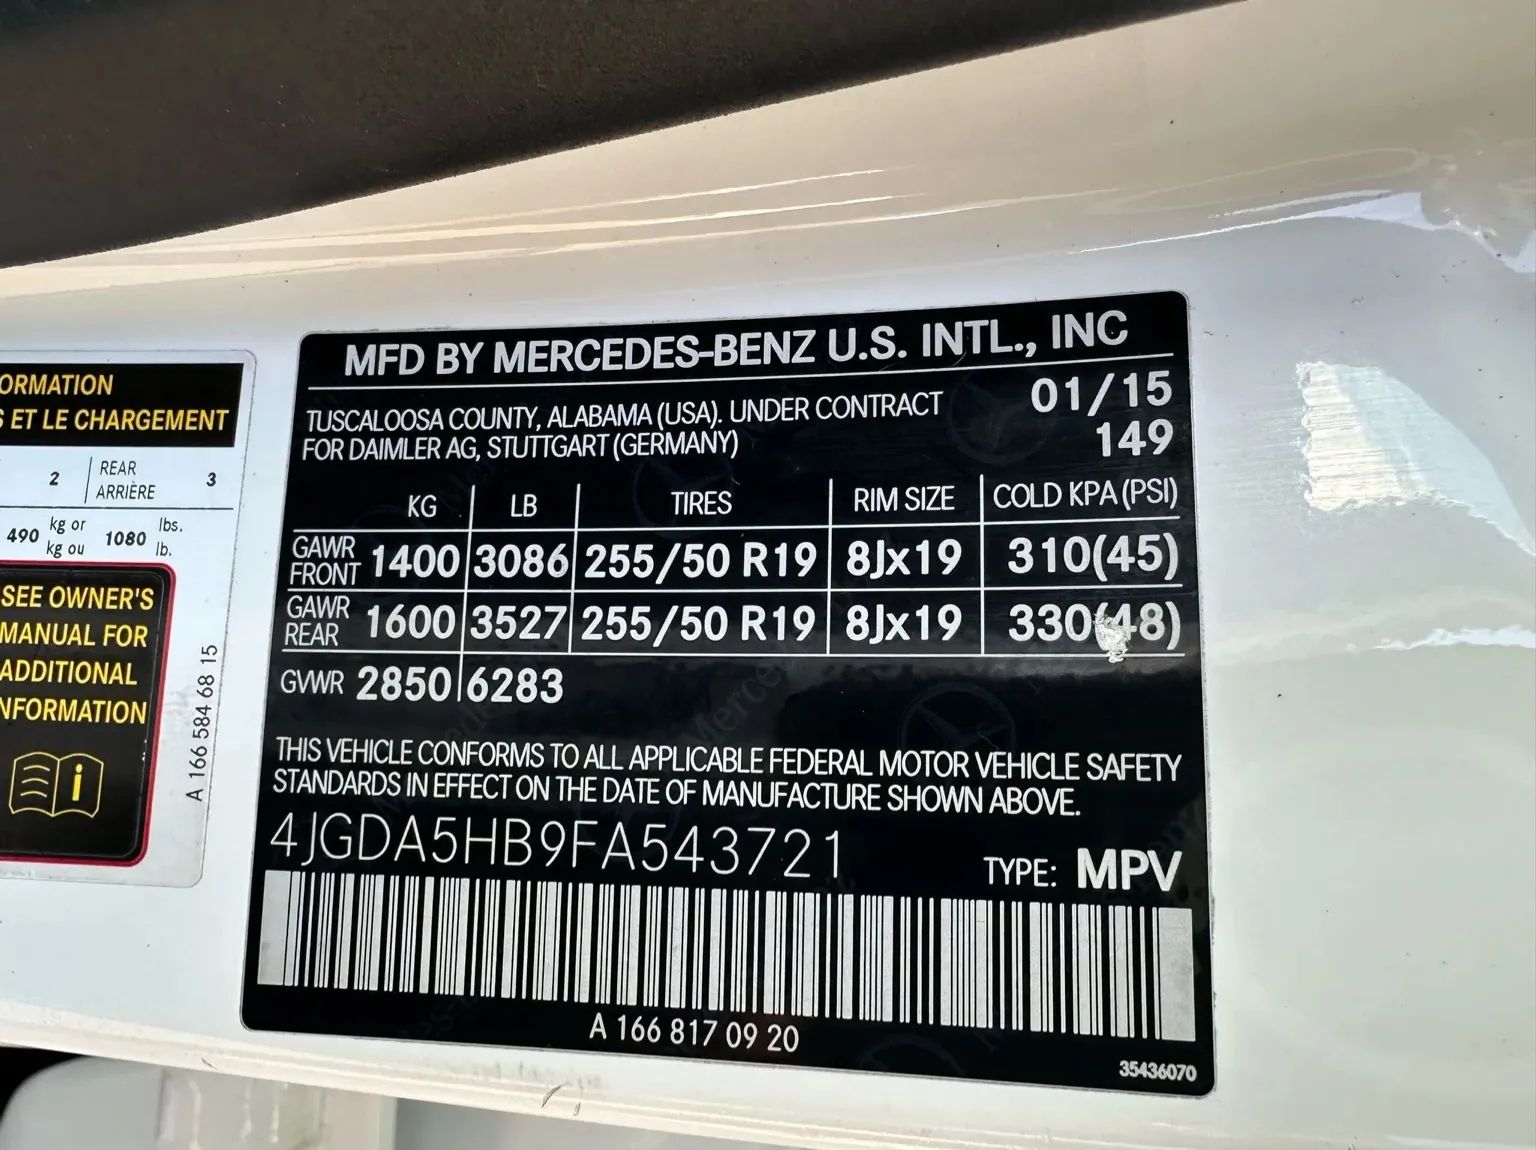 ORMATION
S ET LE CHARGEMENT
2 REAR ARRIÈRE 3
490 kg or kg ou 1080 lbs. lb.
SEE OWNER'S
MANUAL FOR
ADDITIONAL
NFORMATION
i
A 166 584 68 15
MFD BY MERCEDES-BENZ U.S. INTL., INC
TUSCALOOSA COUNTY, ALABAMA (USA). UNDER CONTRACT
FOR DAIMLER AG, STUTTGART (GERMANY)
01/15
149
KG LB TIRES RIM SIZE COLD KPA (PSI)
GAWR FRONT 1400 3086 255/50 R19 8Jx19 310(45)
GAWR REAR 1600 3527 255/50 R19 8Jx19 330(48)
GVWR 2850 6283
THIS VEHICLE CONFORMS TO ALL APPLICABLE FEDERAL MOTOR VEHICLE SAFETY
STANDARDS IN EFFECT ON THE DATE OF MANUFACTURE SHOWN ABOVE.
4JGDA5HB9FA543721
TYPE: MPV
A 166 817 09 20
35436070